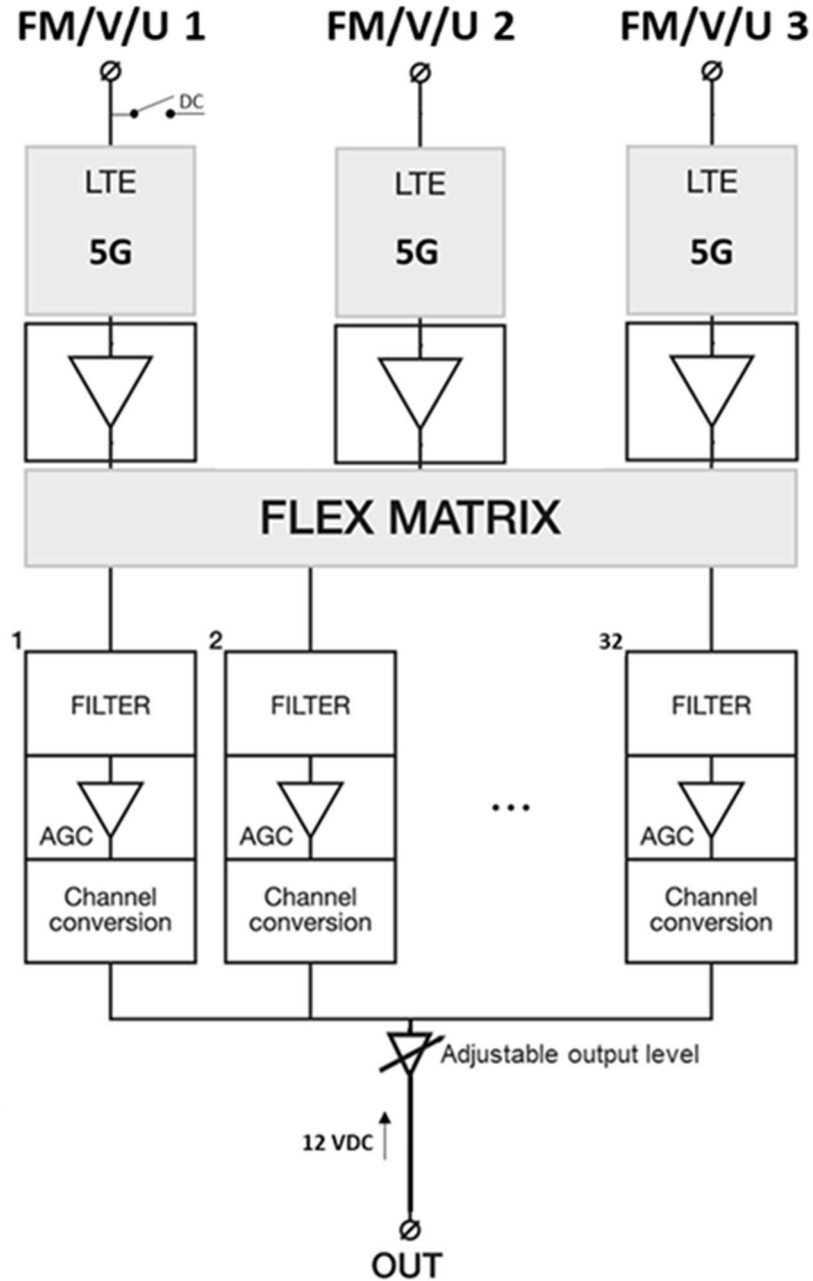 FM/V/U 1
FM/V/U 2
FM/V/U 3
DC
LTE
5G
LTE
5G
LTE
5G
FLEX MATRIX
1
2
32
FILTER
FILTER
FILTER
AGC
AGC
...
AGC
Channel
conversion
Channel
conversion
Channel
conversion
Adjustable output level
12 VDC
OUT